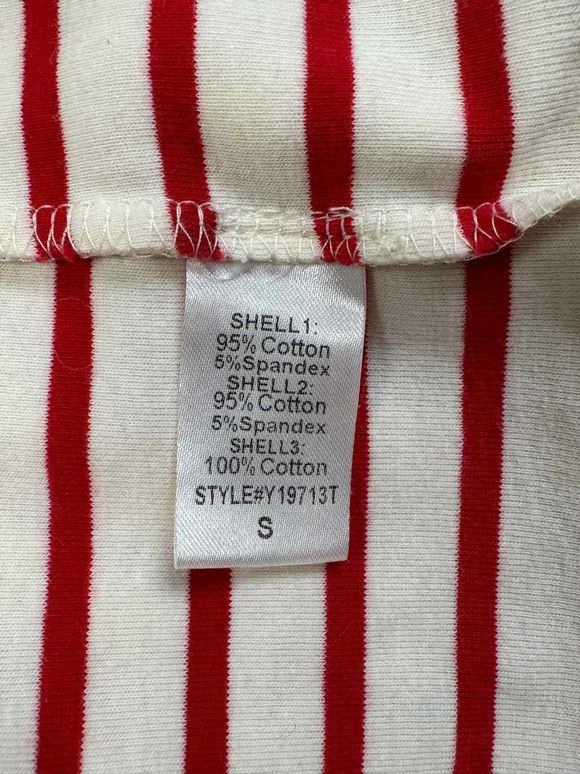 SHELL1:
95% Cotton
5%Spandex
SHELL2:
95% Cotton
5%Spandex
SHELL3:
100% Cotton
STYLE#Y19713T
S